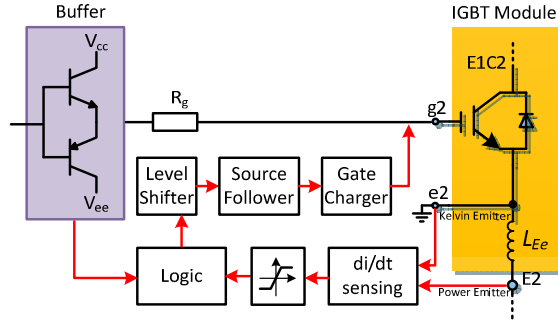 Buffer
IGBT Module
Vcc
E1C2
Rg
g2
Level
Shifter
Source
Follower
Gate
Charger
Vee
e2
Kelvin Emitter
LEe
Logic
di/dt
sensing
E2
Power Emitter